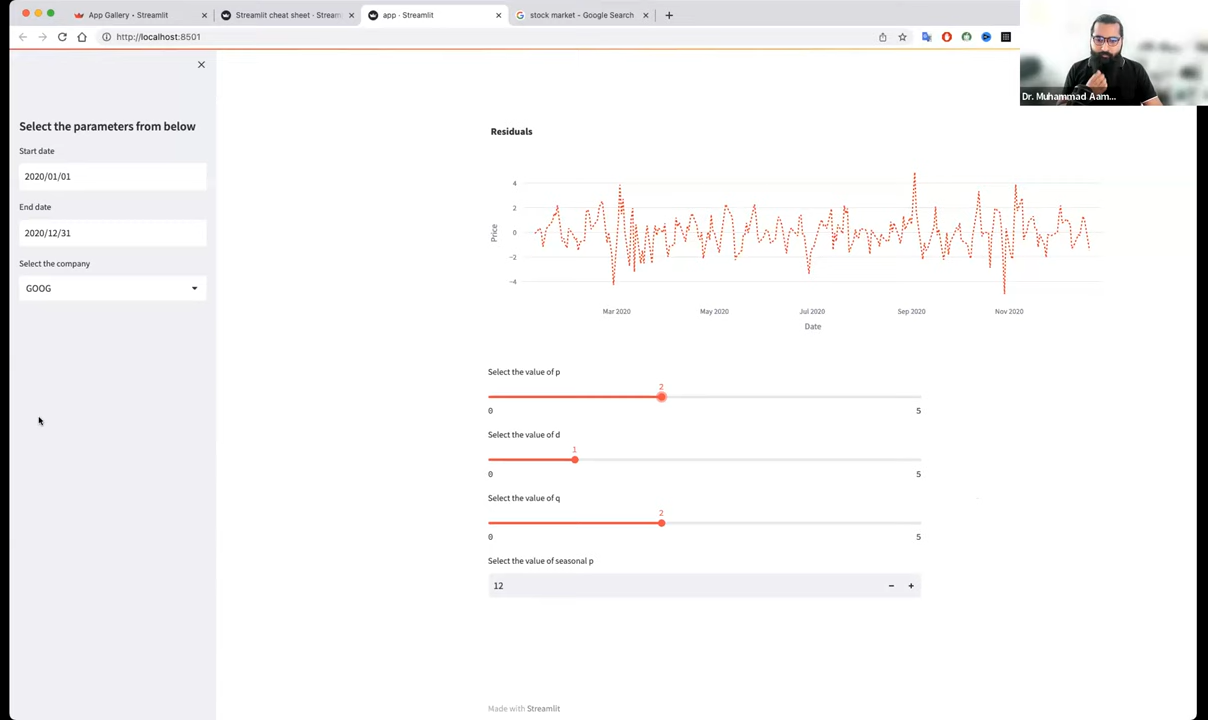 App Gallery • Streamlit
Streamlit cheat sheet · Stream
app · Streamlit
stock market - Google Search
http://localhost:8501
Dr. Muhammad Aam...
Select the parameters from below
Start date
2020/01/01
End date
2020/12/31
Select the company
GOOG
Residuals
Price
4
2
0
−2
−4
Mar 2020
May 2020
Jul 2020
Sep 2020
Nov 2020
Date
Select the value of p
2
0
5
Select the value of d
1
0
5
Select the value of q
2
0
5
Select the value of seasonal p
12
Made with Streamlit